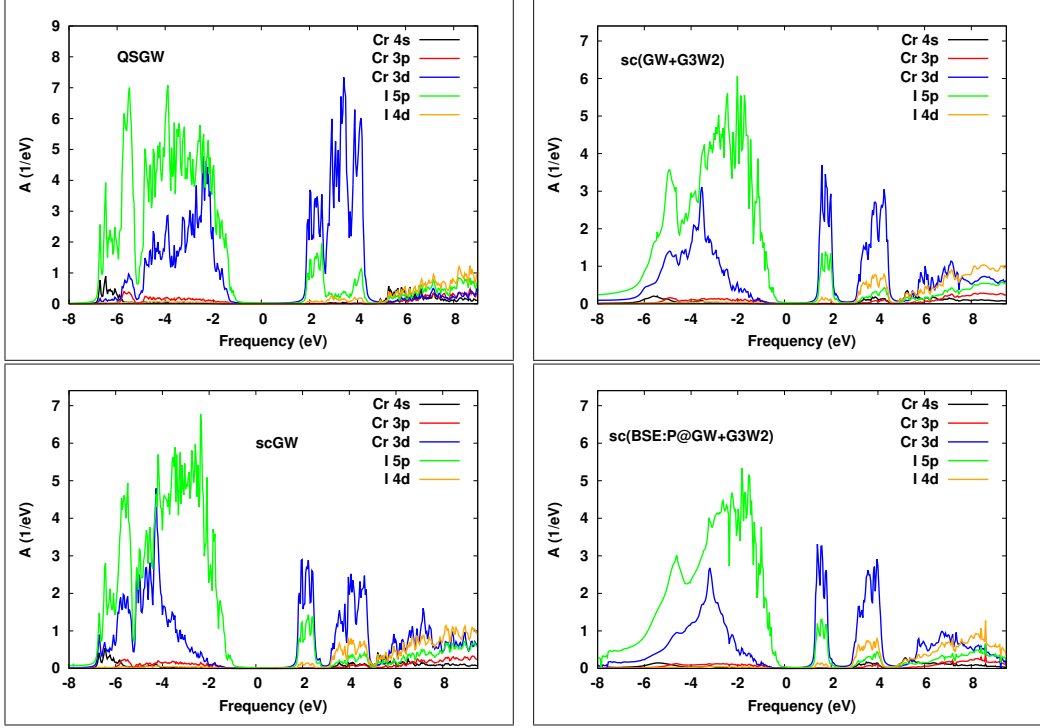 QSGW
Cr 4s
Cr 3p
Cr 3d
I 5p
I 4d
A (1/eV)
9
8
7
6
5
4
3
2
1
0
-8 -6 -4 -2 0 2 4 6 8
Frequency (eV)
sc(GW+G3W2)
Cr 4s
Cr 3p
Cr 3d
I 5p
I 4d
A (1/eV)
7
6
5
4
3
2
1
0
-8 -6 -4 -2 0 2 4 6 8
Frequency (eV)
scGW
Cr 4s
Cr 3p
Cr 3d
I 5p
I 4d
A (1/eV)
7
6
5
4
3
2
1
0
-8 -6 -4 -2 0 2 4 6 8
Frequency (eV)
sc(BSE:P@GW+G3W2)
Cr 4s
Cr 3p
Cr 3d
I 5p
I 4d
A (1/eV)
7
6
5
4
3
2
1
0
-8 -6 -4 -2 0 2 4 6 8
Frequency (eV)